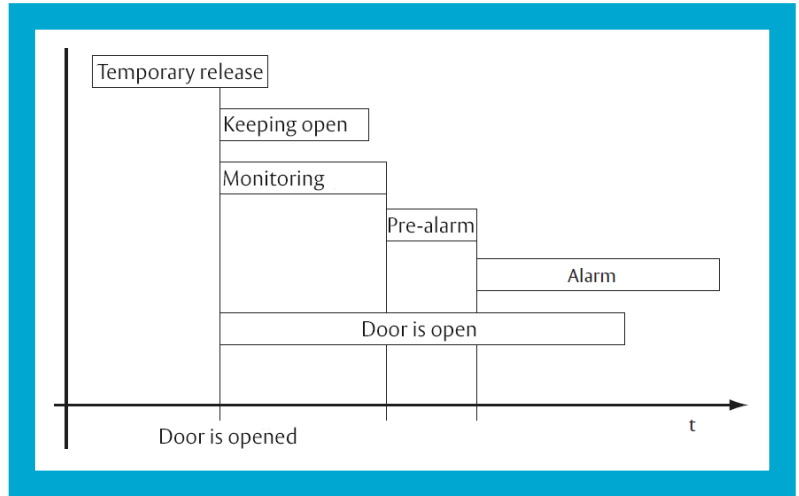 Temporary release
Keeping open
Monitoring
Pre-alarm
Alarm
Door is open
t
Door is opened